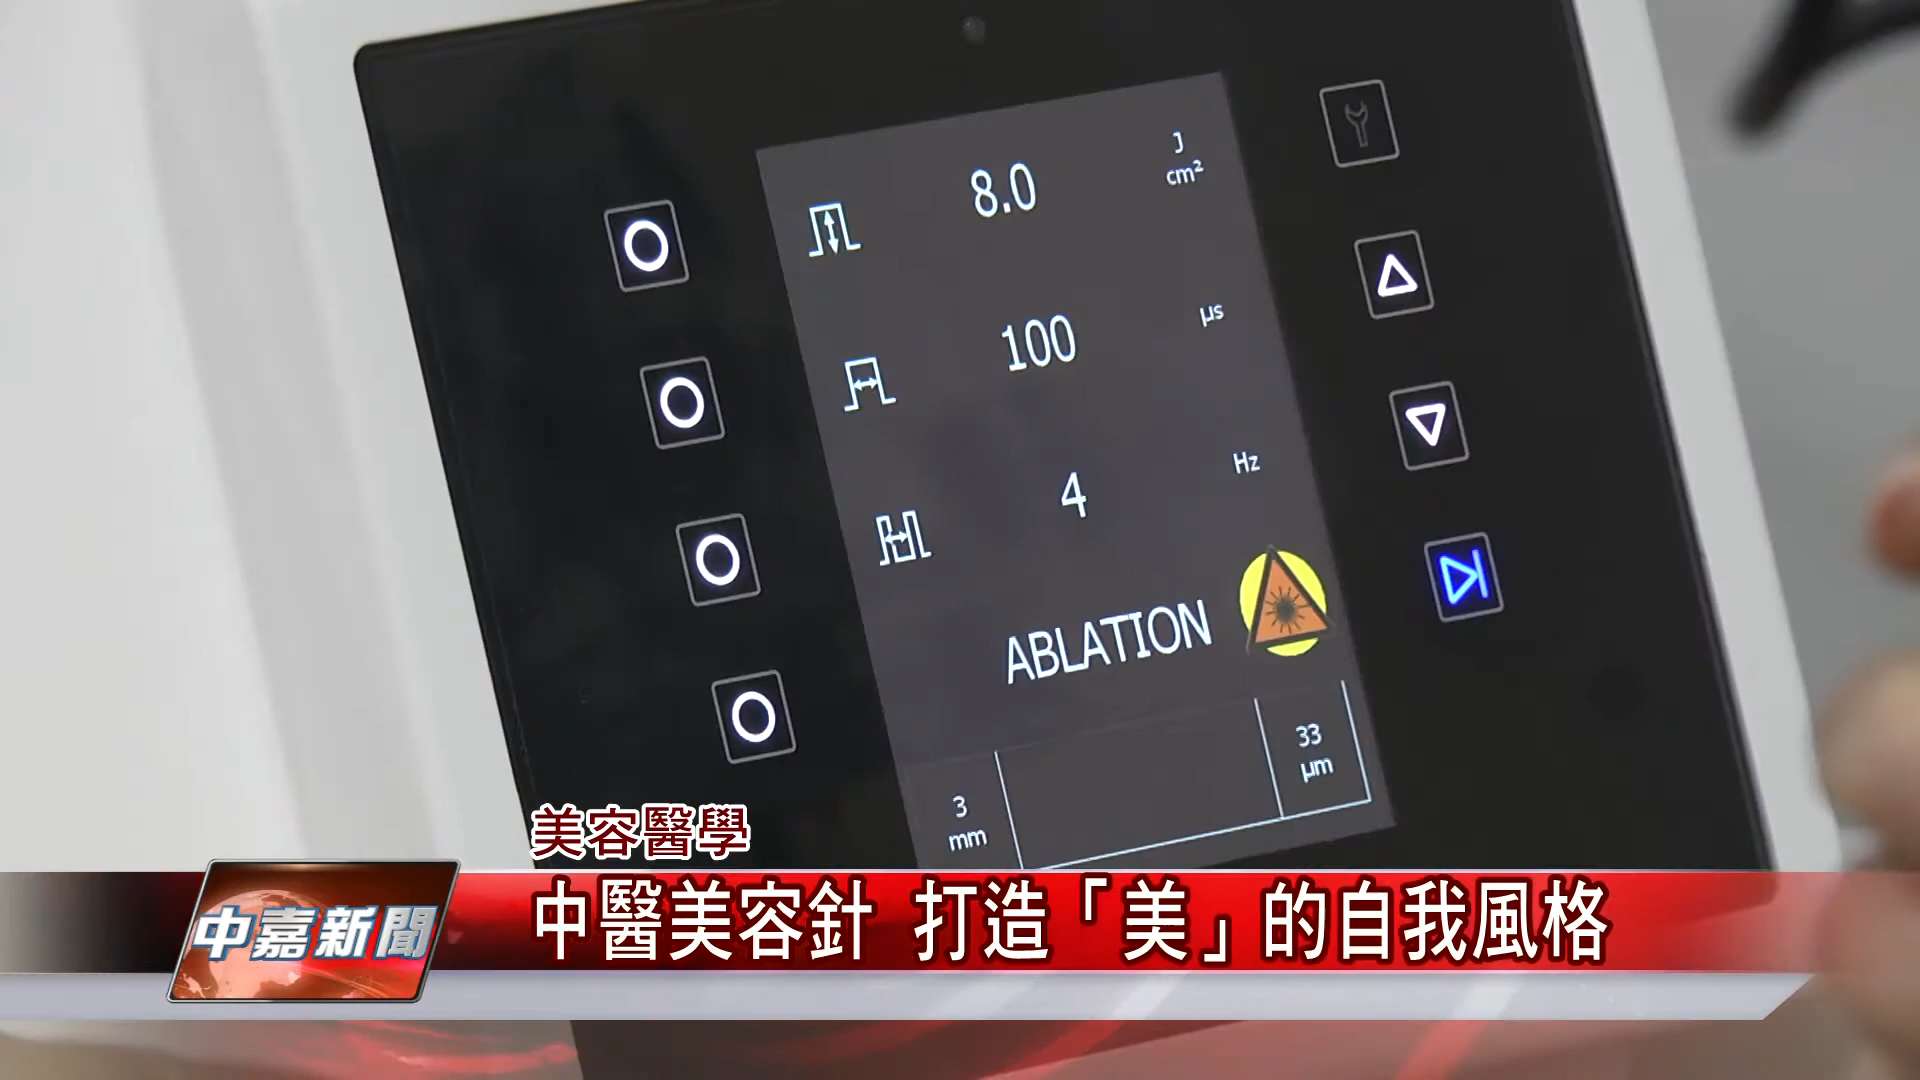 8.0 J
cm²
100 µs
4 Hz
ABLATION
33
µm
3
mm
美容醫學
中醫美容針 打造「美」的自我風格
中嘉新聞